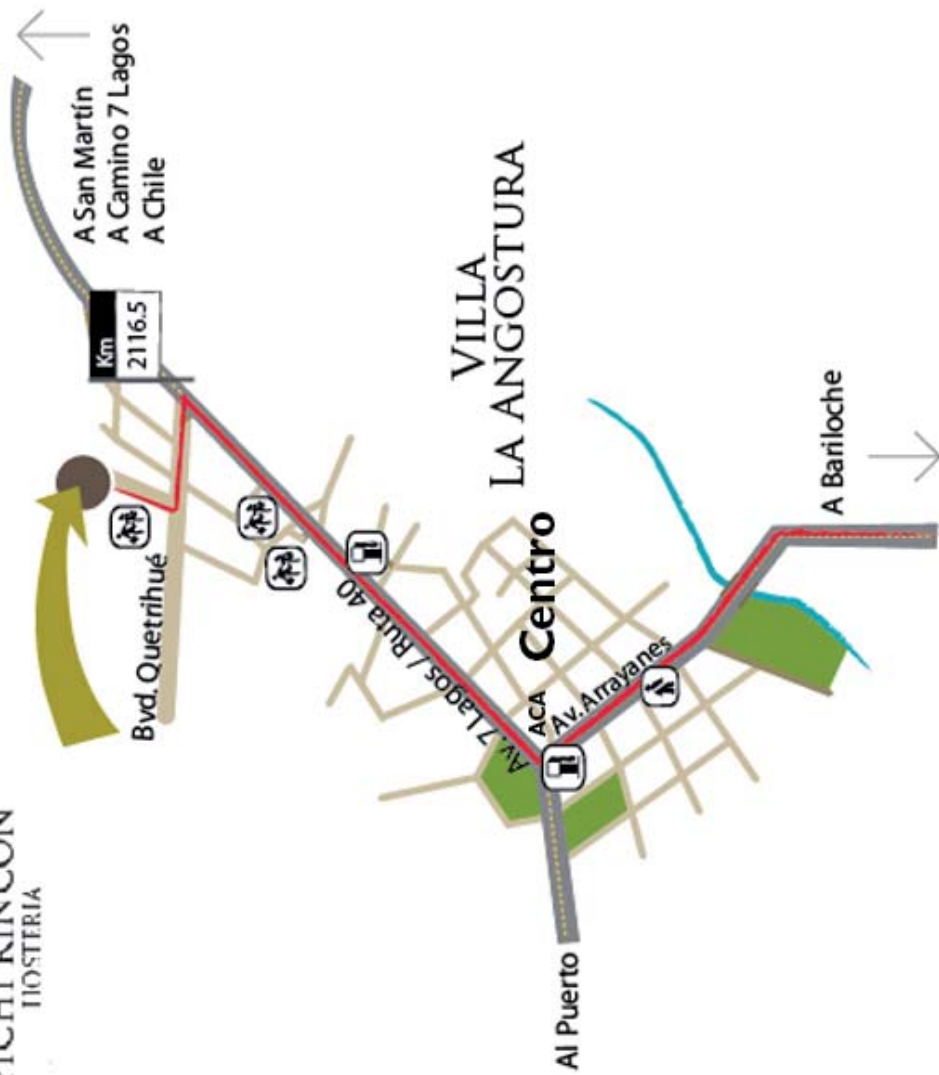 RINCON
HOSTERIA
A San Martín
A Camino 7 Lagos
A Chile
Km
2116.5
Bvd. Quetrihué
Av. 7 Lagos / Ruta 40
VILLA
LA ANGOSTURA
Centro
ACA
Av. Arrayanes
A Bariloche
Al Puerto